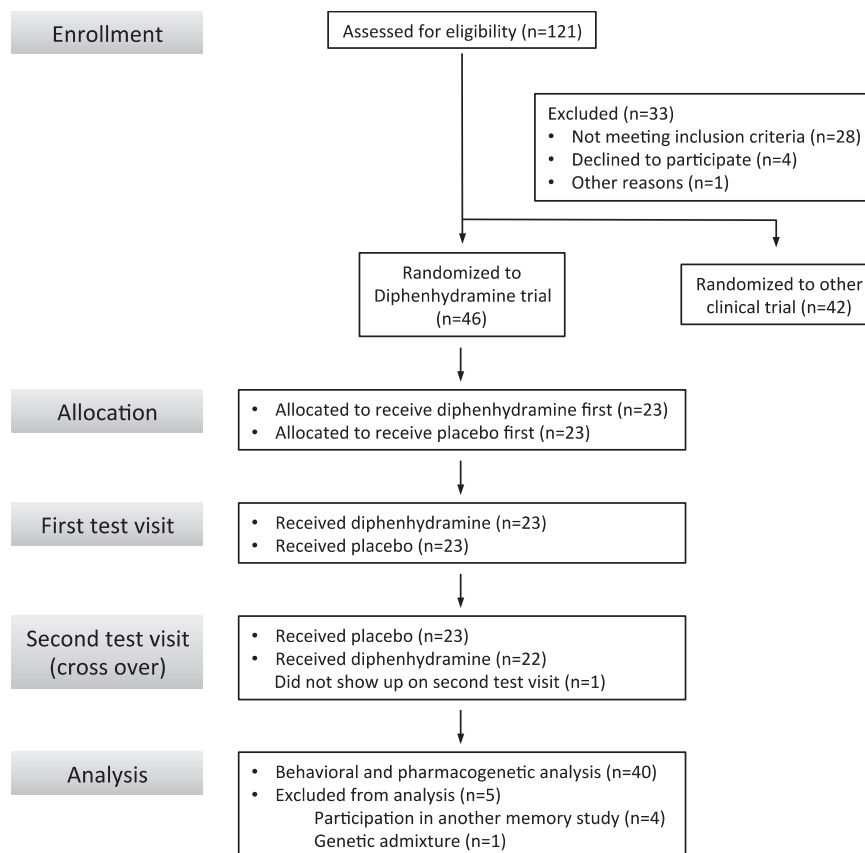 Enrollment
Assessed for eligibility (n=121)
Excluded (n=33)
• Not meeting inclusion criteria (n=28)
• Declined to participate (n=4)
• Other reasons (n=1)
Randomized to
Diphenhydramine trial
(n=46)
Randomized to other
clinical trial (n=42)
Allocation
• Allocated to receive diphenhydramine first (n=23)
• Allocated to receive placebo first (n=23)
First test visit
• Received diphenhydramine (n=23)
• Received placebo (n=23)
Second test visit
(cross over)
• Received placebo (n=23)
• Received diphenhydramine (n=22)
Did not show up on second test visit (n=1)
Analysis
• Behavioral and pharmacogenetic analysis (n=40)
• Excluded from analysis (n=5)
Participation in another memory study (n=4)
Genetic admixture (n=1)